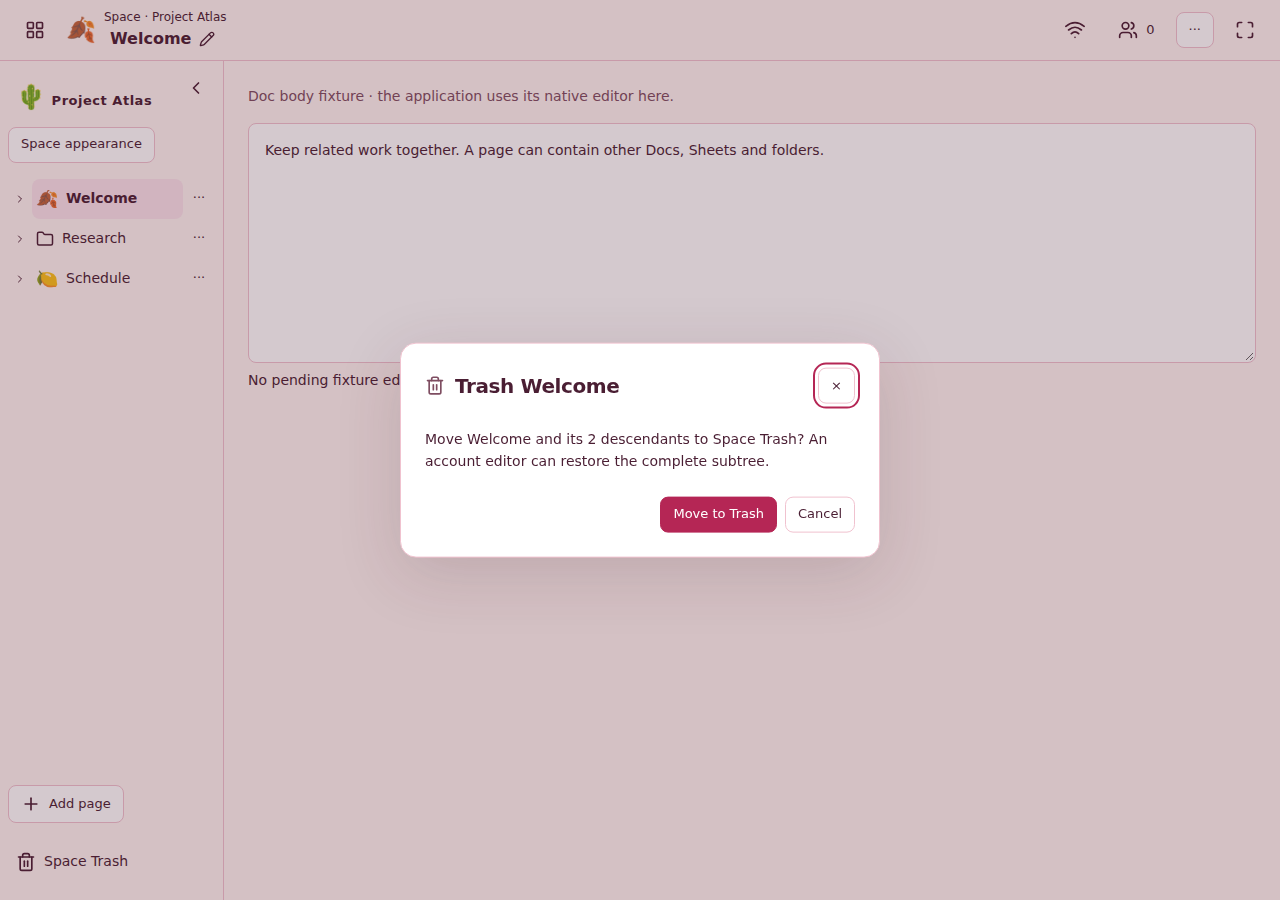 Space · Project Atlas
Welcome
0
...
Project Atlas
Space appearance
Welcome
...
Research
...
Schedule
...
Add page
Space Trash
Doc body fixture · the application uses its native editor here.
Keep related work together. A page can contain other Docs, Sheets and folders.
No pending fixture ed
Trash Welcome
×
Move Welcome and its 2 descendants to Space Trash? An
account editor can restore the complete subtree.
Move to Trash
Cancel